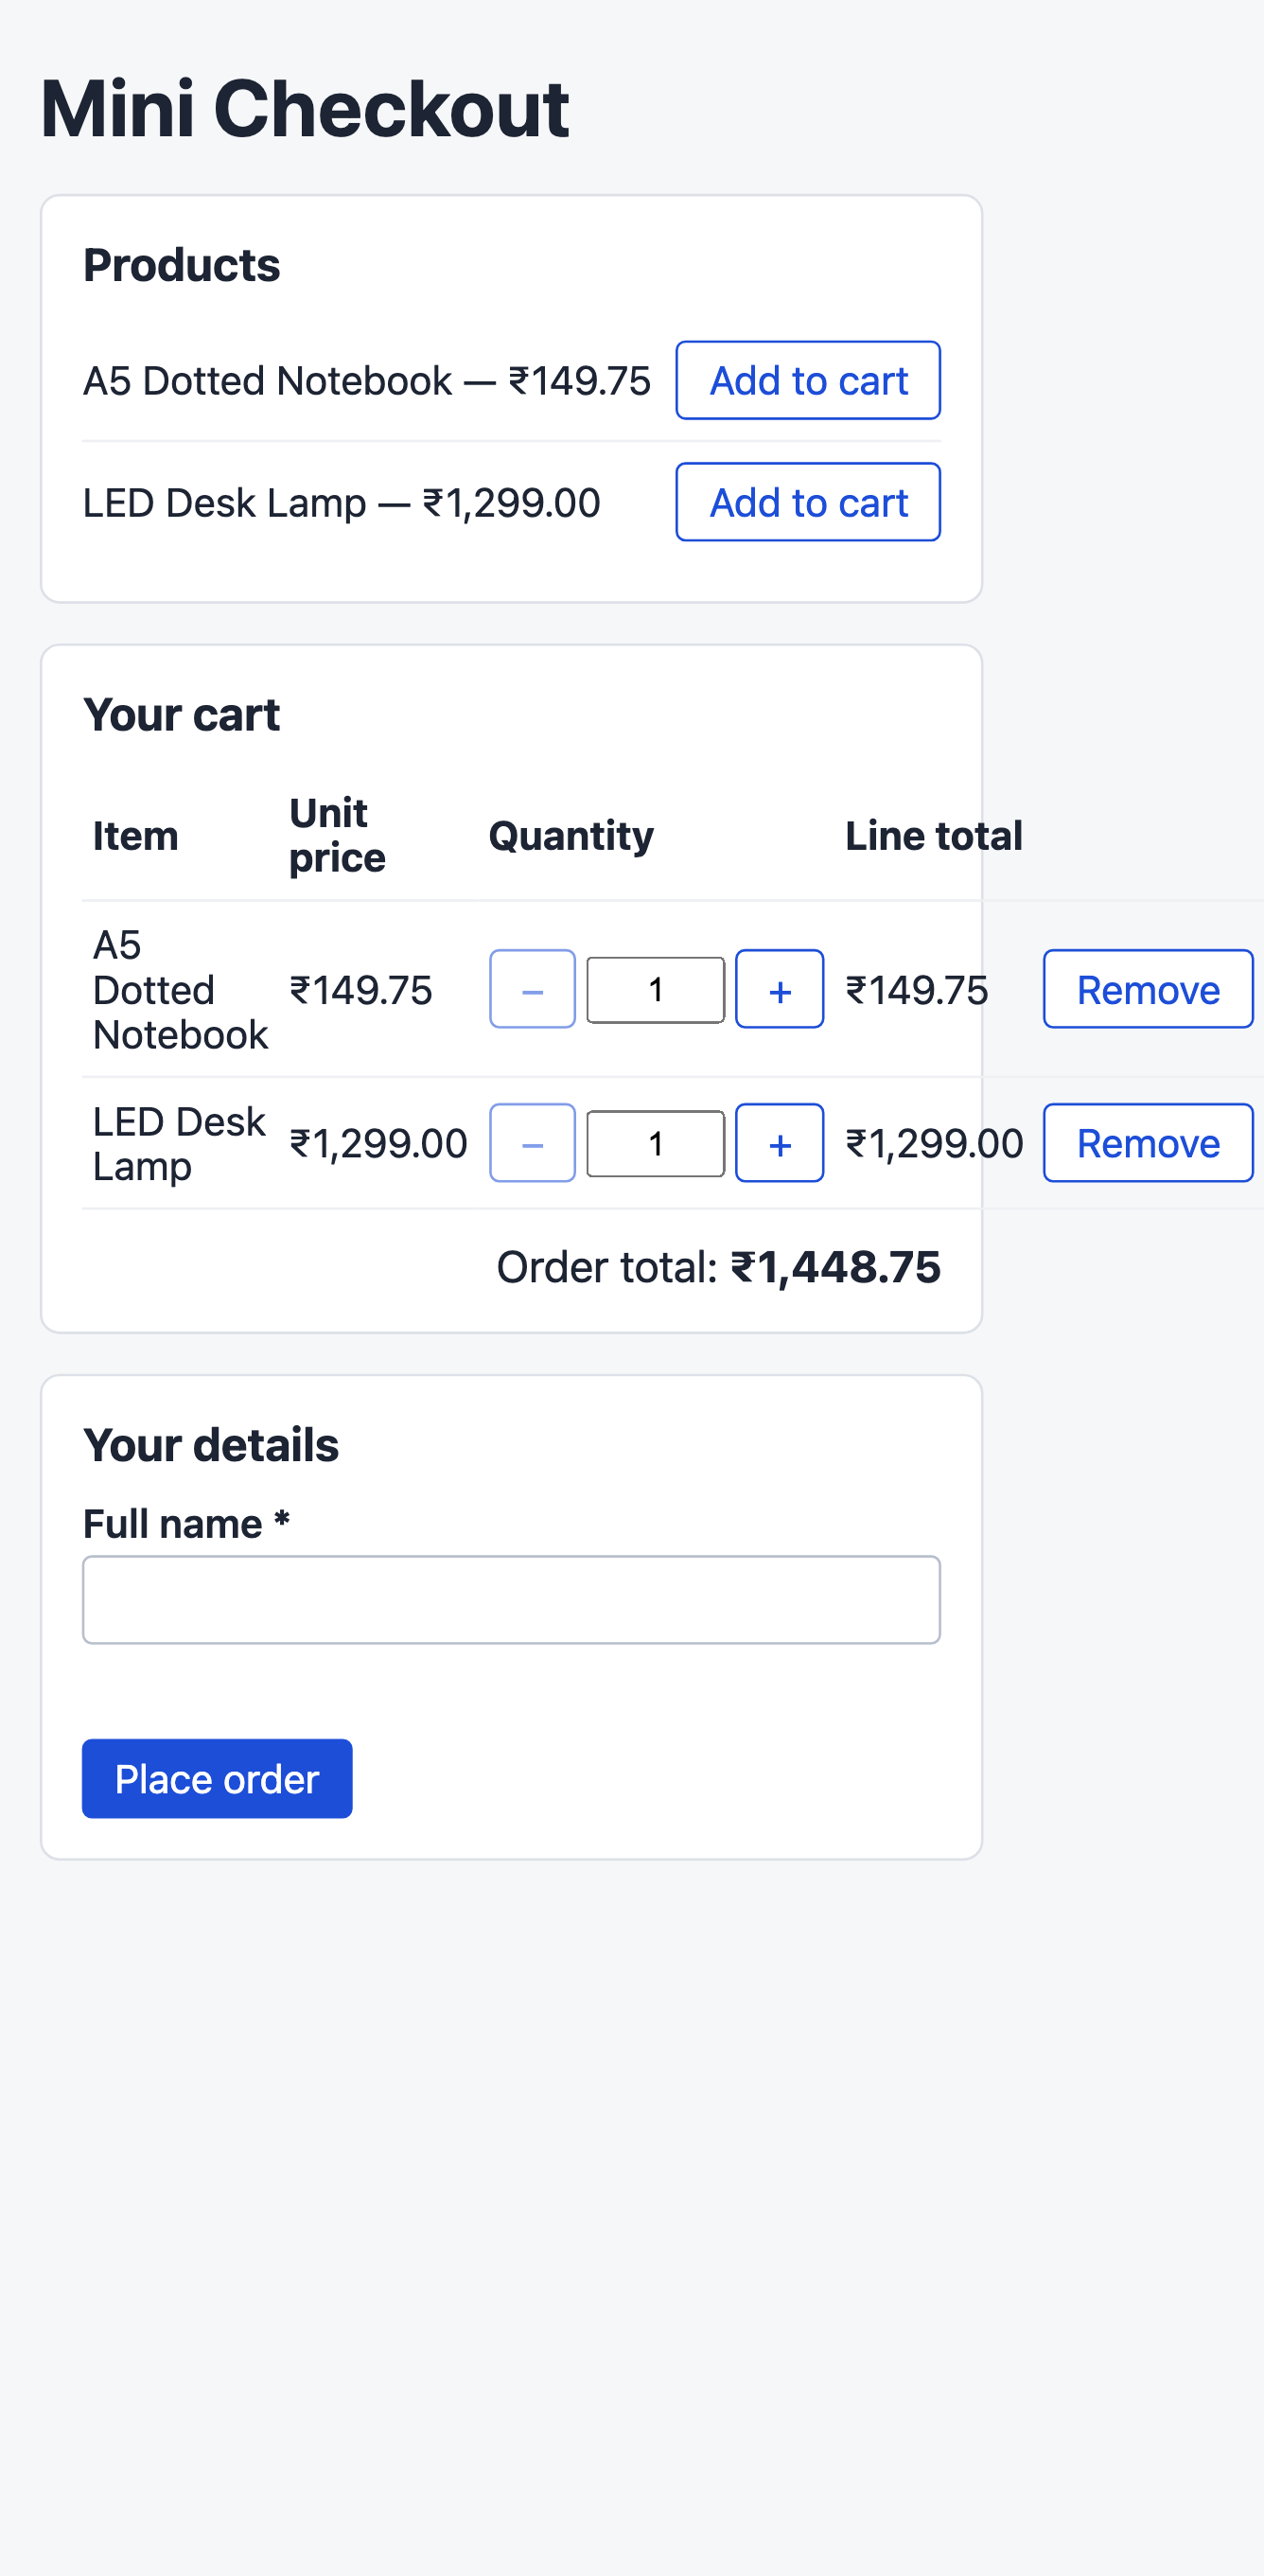 Mini Checkout
Products
A5 Dotted Notebook — ₹149.75 Add to cart
LED Desk Lamp — ₹1,299.00 Add to cart
Your cart
Item Unit price Quantity Line total
A5 Dotted Notebook ₹149.75 − 1 + ₹149.75 Remove
LED Desk Lamp ₹1,299.00 − 1 + ₹1,299.00 Remove
Order total: ₹1,448.75
Your details
Full name *
Place order